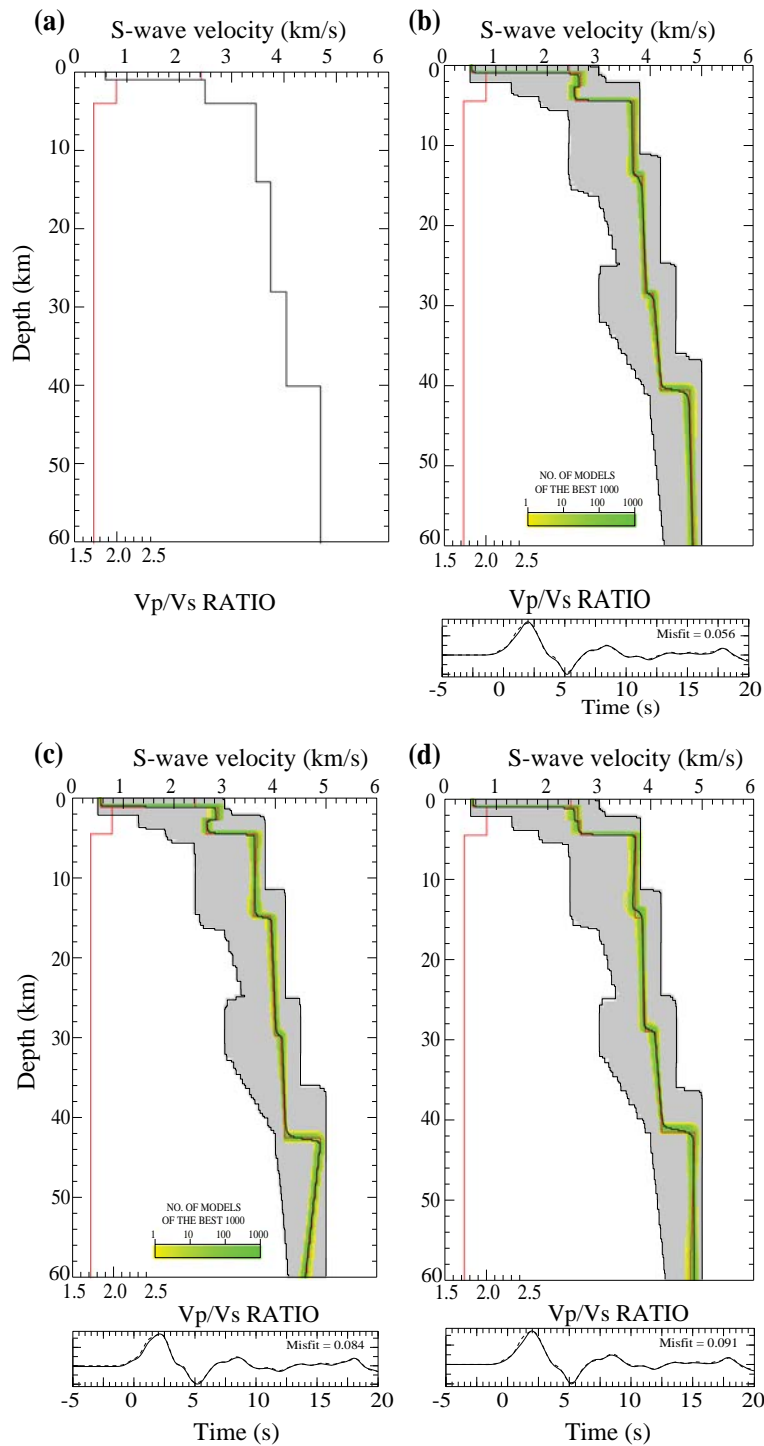 (a)
S-wave velocity (km/s)
0 1 2 3 4 5 6
0
10
20
30
40
50
60
Depth (km)
1.5 2.0 2.5
Vp/Vs RATIO
(b)
S-wave velocity (km/s)
0 1 2 3 4 5 6
0
10
20
30
40
50
60
NO. OF MODELS
OF THE BEST 1000
1 10 100 1000
1.5 2.0 2.5
Vp/Vs RATIO
Misfit = 0.056
-5 0 5 10 15 20
Time (s)
(c)
S-wave velocity (km/s)
0 1 2 3 4 5 6
0
10
20
30
40
50
60
Depth (km)
NO. OF MODELS
OF THE BEST 1000
1 10 100 1000
1.5 2.0 2.5
Vp/Vs RATIO
Misfit = 0.084
-5 0 5 10 15 20
Time (s)
(d)
S-wave velocity (km/s)
0 1 2 3 4 5 6
0
10
20
30
40
50
60
1.5 2.0 2.5
Vp/Vs RATIO
Misfit = 0.091
-5 0 5 10 15 20
Time (s)